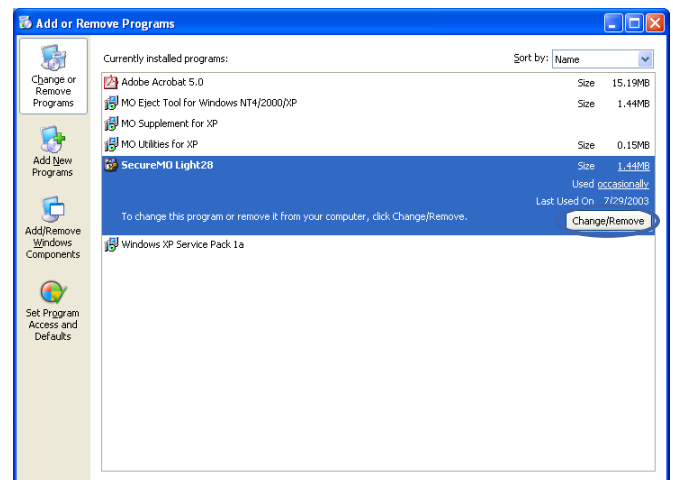 Add or Remove Programs
Change or
Remove
Programs
Add New
Programs
Add/Remove
Windows
Components
Set Program
Access and
Defaults
Currently installed programs:
Sort by: Name
Adobe Acrobat 5.0 Size 15.19MB
MO Eject Tool for Windows NT4/2000/XP Size 1.44MB
MO Supplement for XP
MO Utilities for XP Size 0.15MB
SecureMO Light28 Size 1.44MB
Used occasionally
Last Used On 7/29/2003
To change this program or remove it from your computer, click Change/Remove. Change/Remove
Windows XP Service Pack 1a